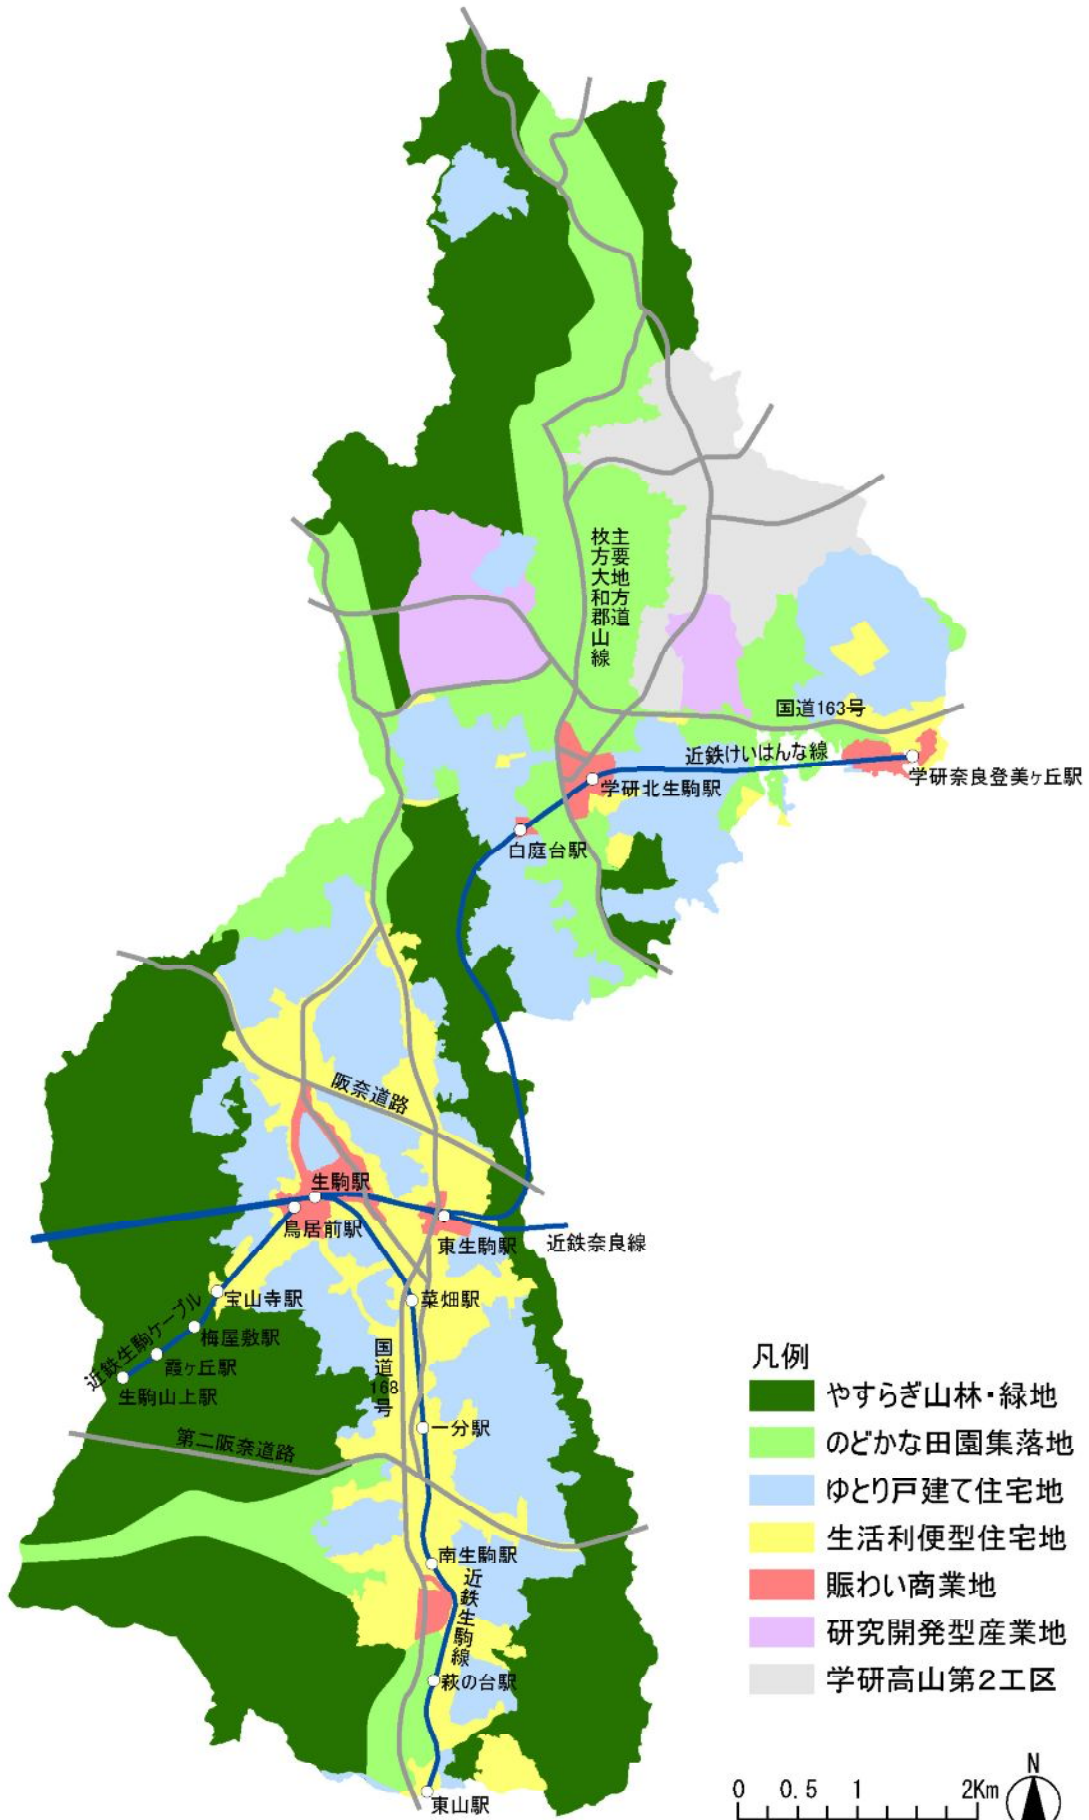 主要地方道
枚方大和郡山線
国道163号
近鉄けいはんな線
学研奈良登美ヶ丘駅
学研北生駒駅
白庭台駅
阪奈道路
生駒駅
鳥居前駅
東生駒駅
近鉄奈良線
宝山寺駅
菜畑駅
近鉄生駒ケーブル
梅屋敷駅
霞ヶ丘駅
生駒山上駅
国道168号
一分駅
第二阪奈道路
南生駒駅
近鉄生駒線
萩の台駅
東山駅
凡例
やすらぎ山林・緑地
のどかな田園集落地
ゆとり戸建て住宅地
生活利便型住宅地
賑わい商業地
研究開発型産業地
学研高山第2工区
0 0.5 1 2Km
N